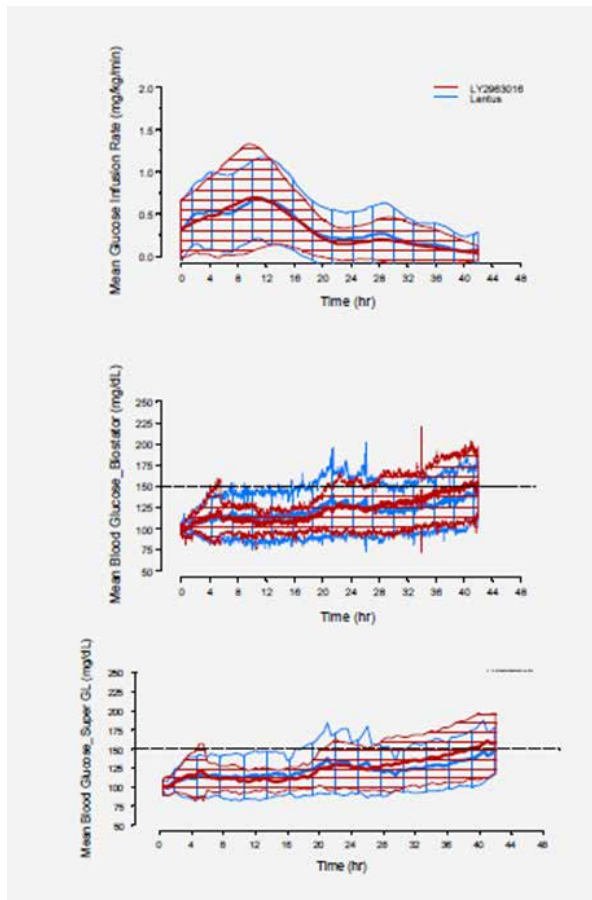 Mean Glucose Infusion Rate (mg/kg/min)
2.0
1.5
1.0
0.5
0.0
LY2963016
Lantus
0 4 8 12 16 20 24 28 32 36 40 44 48
Time (hr)
Mean Blood Glucose_Biostator (mg/dL)
250
225
200
175
150
125
100
75
50
0 4 8 12 16 20 24 28 32 36 40 44 48
Time (hr)
Mean Blood Glucose_Super GL (mg/dL)
250
225
200
175
150
125
100
75
50
0 4 8 12 16 20 24 28 32 36 40 44 48
Time (hr)